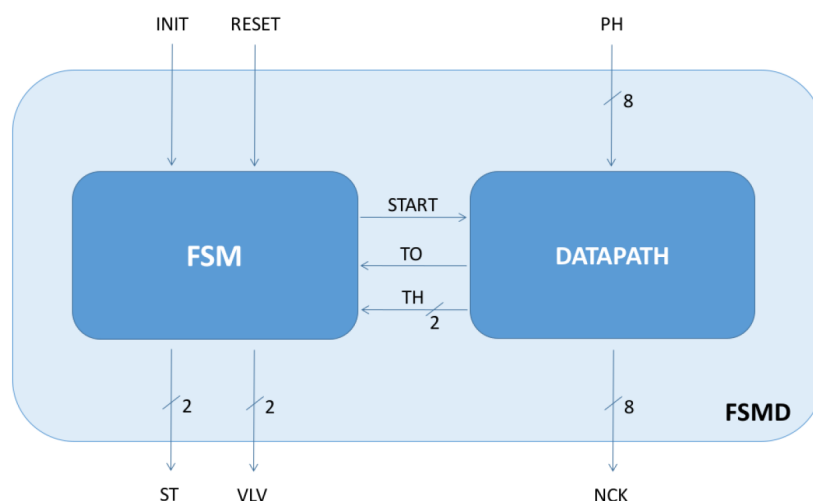 INIT RESET PH
8
START
FSM TO DATAPATH
TH
2
2 2 8
FSMD
ST VLV NCK